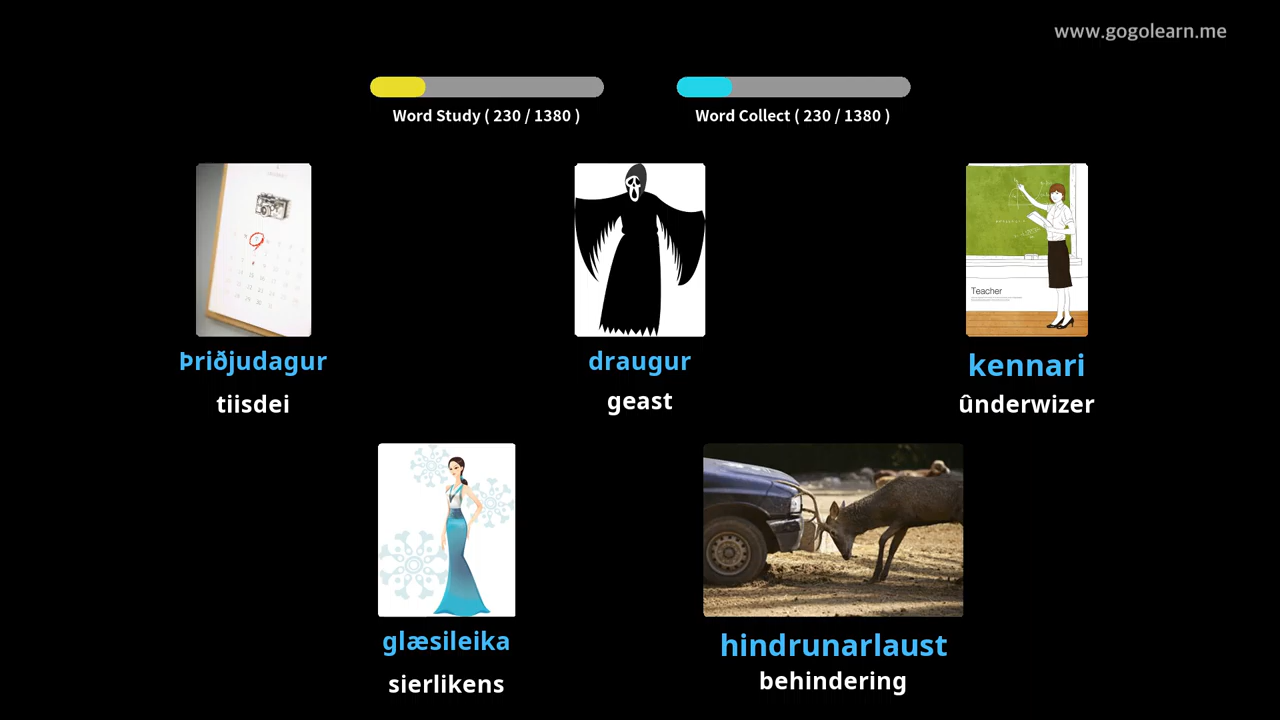 www.gogolearn.me
Word Study ( 230 / 1380 )
Word Collect ( 230 / 1380 )
Þriðjudagur
tiisdei
draugur
geast
Teacher
kennari
ûnderwizer
glæsileika
sierlikens
hindrunarlaust
behindering